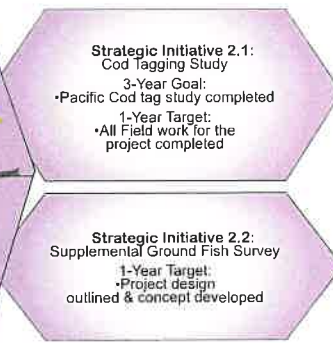 Strategic Initiative 2.1:
Cod Tagging Study
3-Year Goal:
•Pacific Cod tag study completed
1-Year Target:
•All Field work for the
project completed
Strategic Initiative 2.2:
Supplemental Ground Fish Survey
1-Year Target:
•Project design
outlined & concept developed